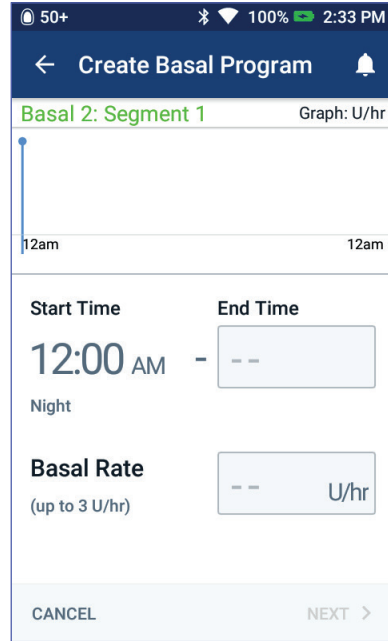 50+ 100% 2:33 PM
Create Basal Program
Basal 2: Segment 1 Graph: U/hr
12am 12am
Start Time End Time
12:00 AM - --
Night
Basal Rate
-- U/hr
(up to 3 U/hr)
CANCEL NEXT >